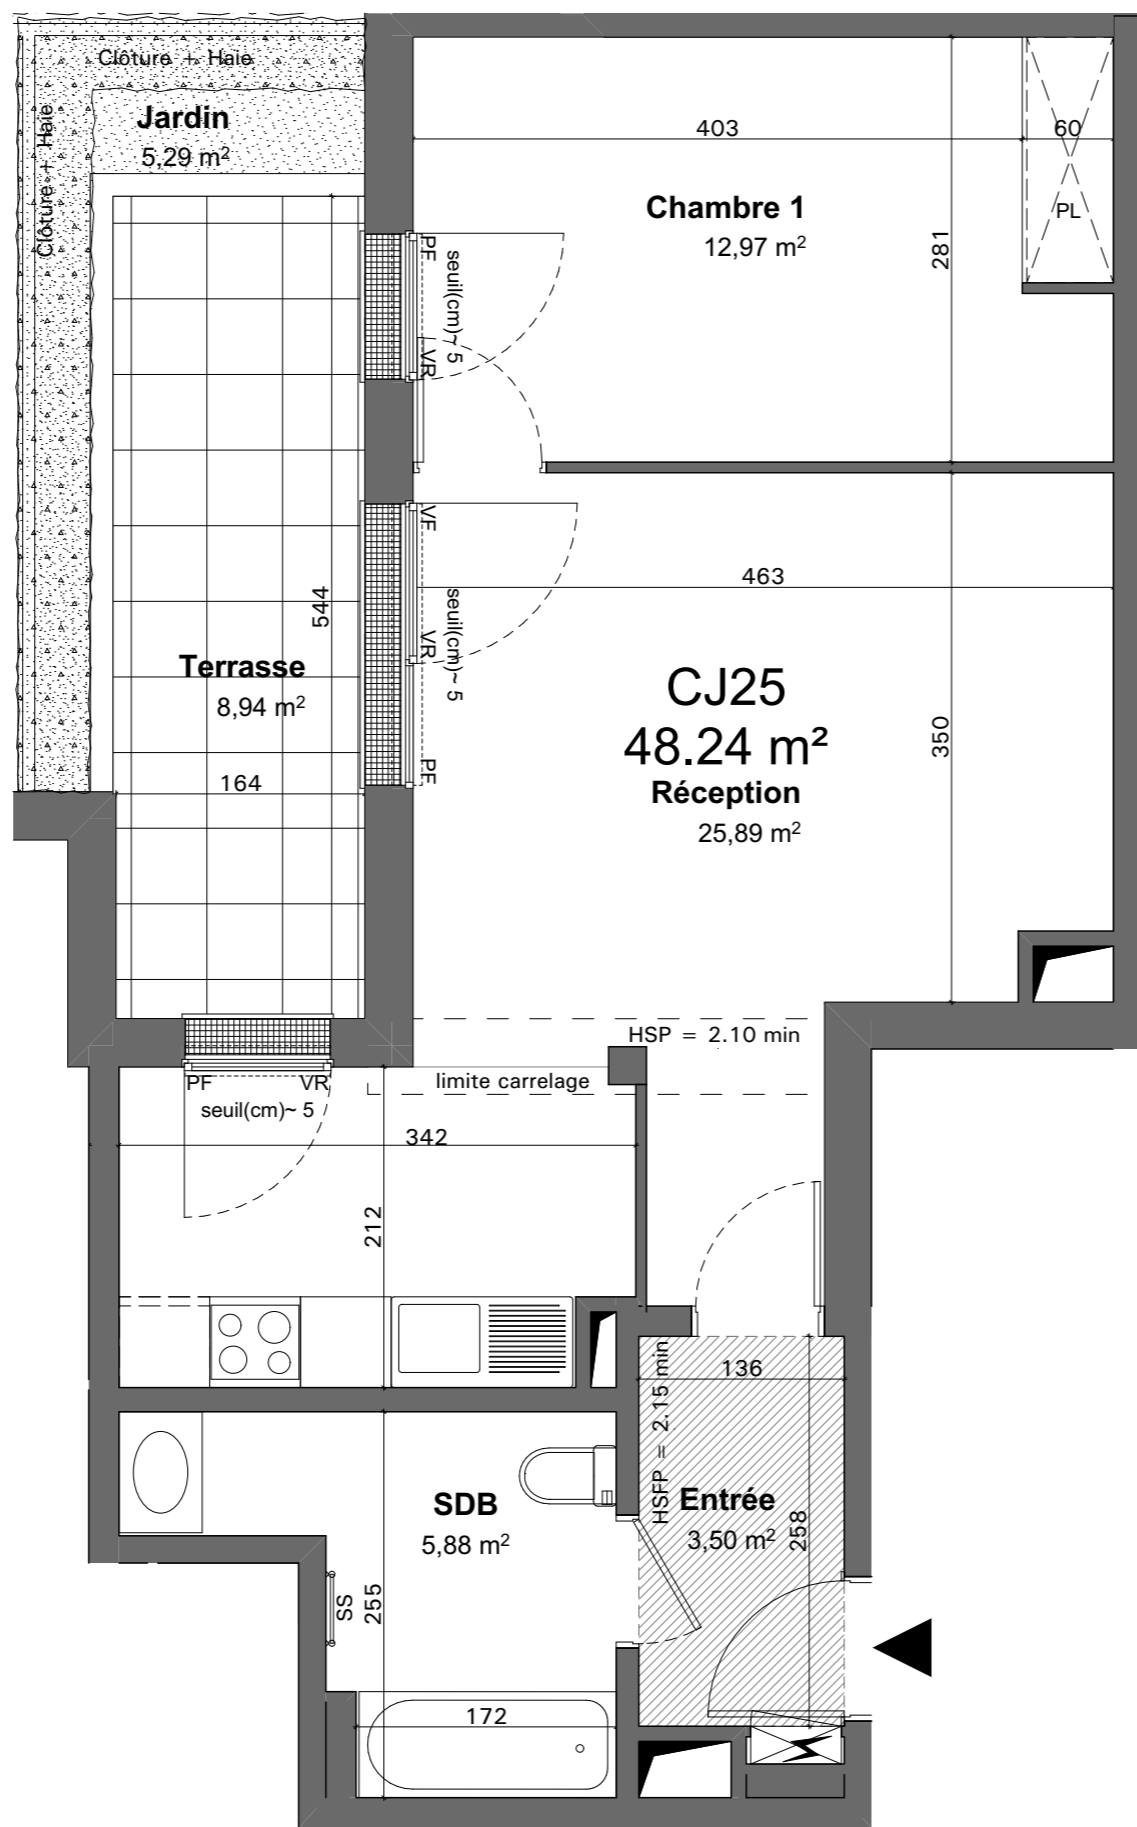 Clôture + Haie
Clôture + Haie
Jardin
5,29 m²
403
60
PL
Chambre 1
12,97 m²
281
PF
seuil(cm)~ 5
VR
VF
seuil(cm)~ 5
VR
PF
463
544
Terrasse
8,94 m²
164
CJ25
48.24 m²
Réception
25,89 m²
350
HSP = 2.10 min
limite carrelage
PF
VR
seuil(cm)~ 5
342
212
136
HSFP = 2.15 min
Entrée
3,50 m²
258
SDB
5,88 m²
SS
255
172